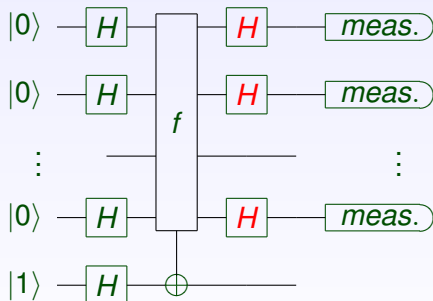 |0⟩ H H meas.
|0⟩ H H meas.
f
⋮ ⋮
|0⟩ H H meas.
|1⟩ H